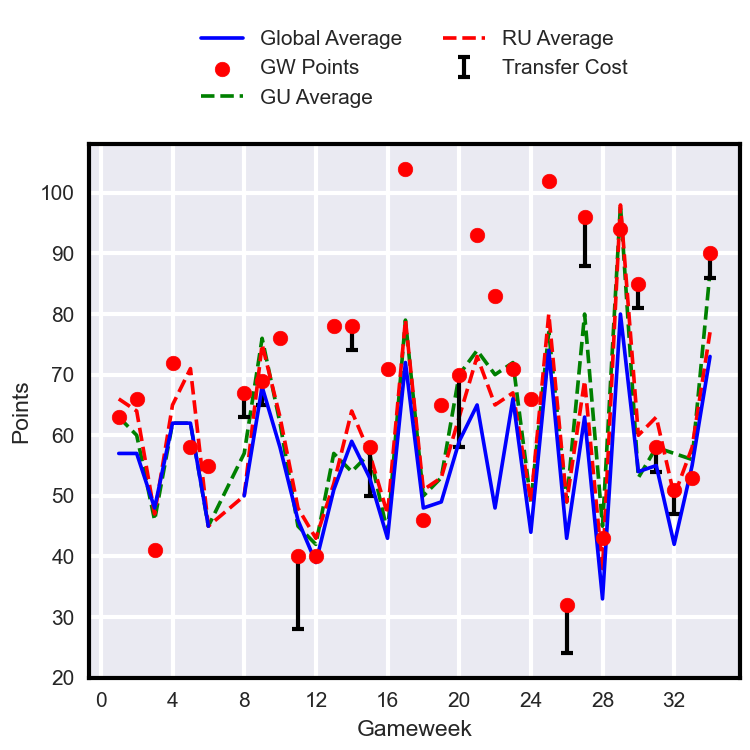 Global Average
GW Points
GU Average
RU Average
Transfer Cost
Points
100
90
80
70
60
50
40
30
20
0 4 8 12 16 20 24 28 32
Gameweek